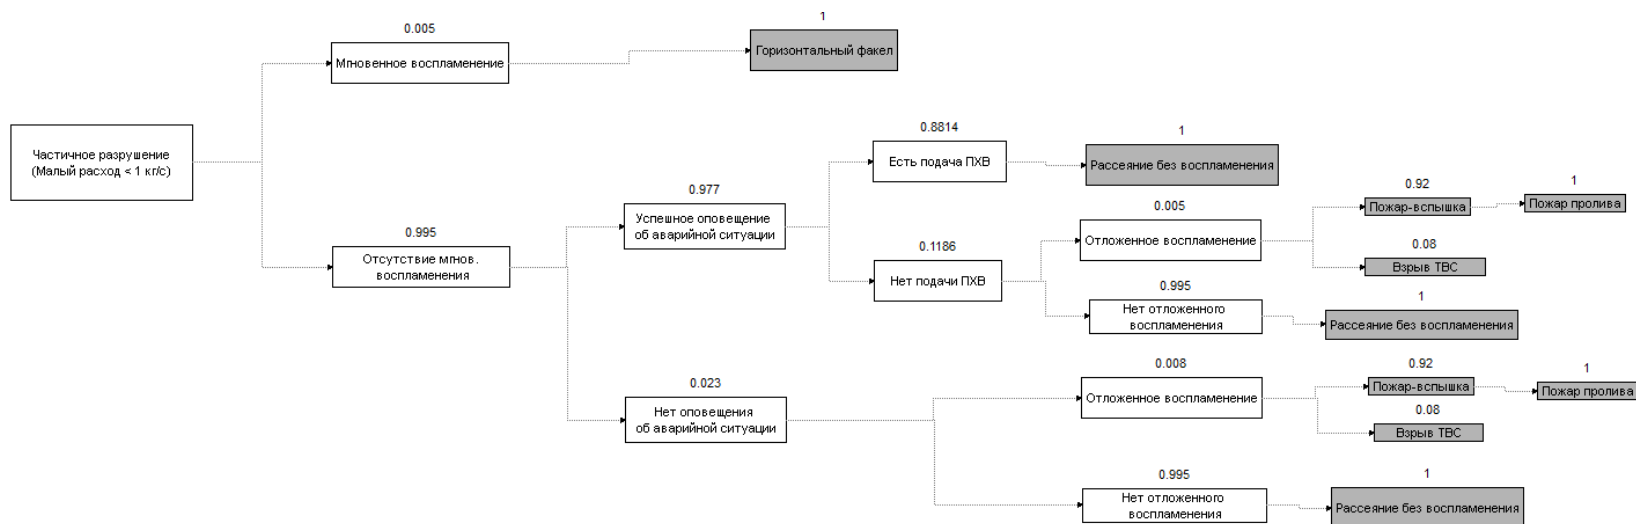 1
0.005
Мгновенное воспламенение
Горизонтальный факел
0.8814
1
Частичное разрушение
(Малый расход < 1 кг/с)
Есть подача ПХВ
Рассеяние без воспламенения
0.977
0.92
1
Успешное оповещение
об аварийной ситуации
0.005
Пожар-вспышка
Пожар пролива
0.995
0.1186
Отложенное воспламенение
0.08
Отсутствие мгнов.
воспламенения
Нет подачи ПХВ
Взрыв ТВС
0.995
1
Нет отложенного
воспламенения
Рассеяние без воспламенения
0.023
0.008
0.92
1
Нет оповещения
об аварийной ситуации
Отложенное воспламенение
Пожар-вспышка
Пожар пролива
0.08
Взрыв ТВС
0.995
1
Нет отложенного
воспламенения
Рассеяние без воспламенения